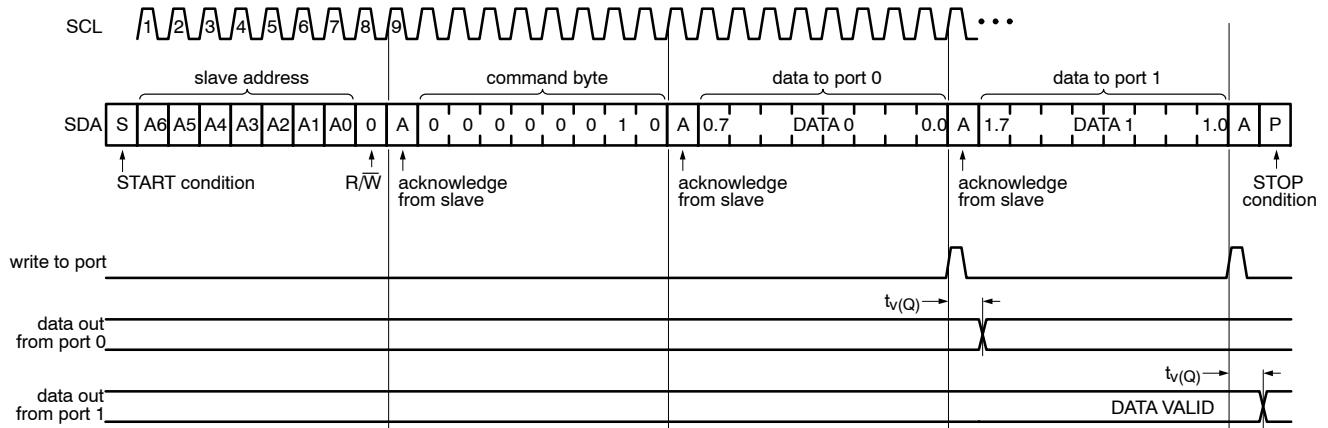 SCL 1 2 3 4 5 6 7 8 9 •••
slave address command byte data to port 0 data to port 1
SDA S A6 A5 A4 A3 A2 A1 A0 0 A 0 0 0 0 0 0 1 0 A 0.7 DATA 0 0.0 A 1.7 DATA 1 1.0 A P
START condition R/W̅ acknowledge acknowledge acknowledge STOP
from slave from slave from slave condition
write to port
tv(Q)
data out
from port 0
tv(Q)
data out
from port 1 DATA VALID